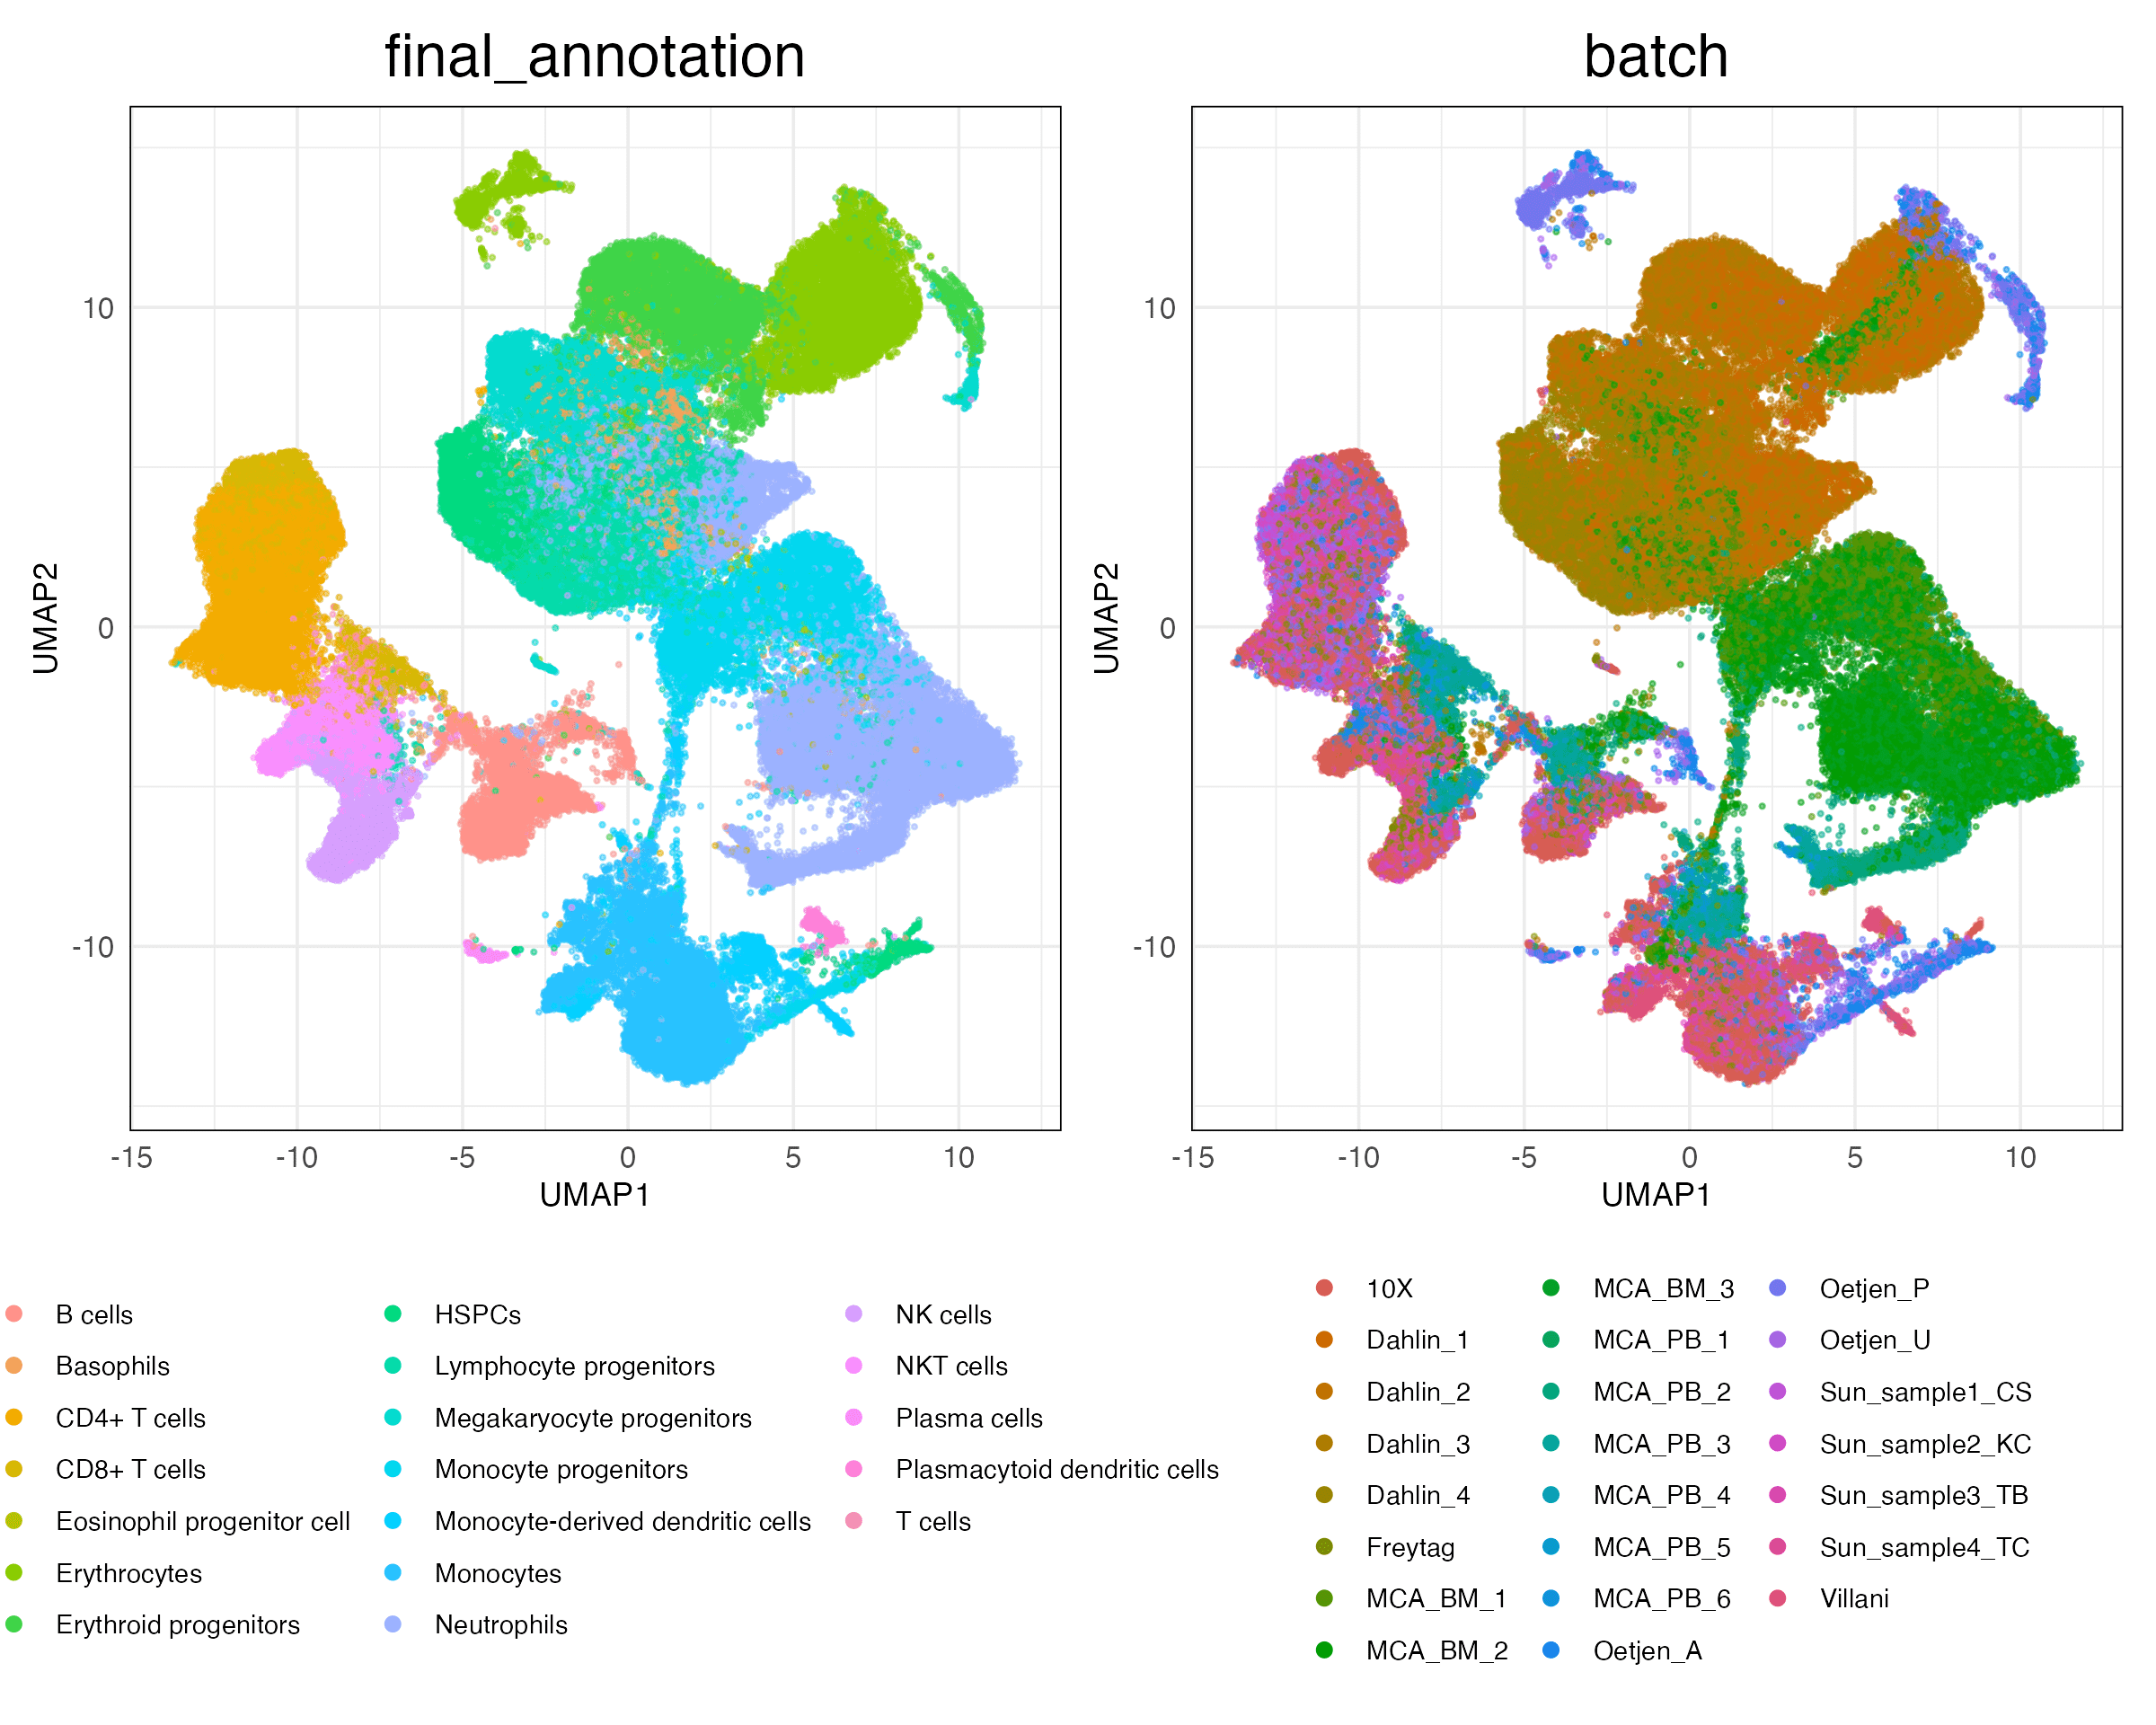 final_annotation
batch
UMAP2
10
0
-10
-15
-10
-5
0
5
10
UMAP1
UMAP2
10
0
-10
-15
-10
-5
0
5
10
UMAP1
B cells
Basophils
CD4+ T cells
CD8+ T cells
Eosinophil progenitor cell
Erythrocytes
Erythroid progenitors
HSPCs
Lymphocyte progenitors
Megakaryocyte progenitors
Monocyte progenitors
Monocyte-derived dendritic cells
Monocytes
Neutrophils
NK cells
NKT cells
Plasma cells
Plasmacytoid dendritic cells
T cells
10X
Dahlin_1
Dahlin_2
Dahlin_3
Dahlin_4
Freytag
MCA_BM_1
MCA_BM_2
MCA_BM_3
MCA_PB_1
MCA_PB_2
MCA_PB_3
MCA_PB_4
MCA_PB_5
MCA_PB_6
Oetjen_A
Oetjen_P
Oetjen_U
Sun_sample1_CS
Sun_sample2_KC
Sun_sample3_TB
Sun_sample4_TC
Villani